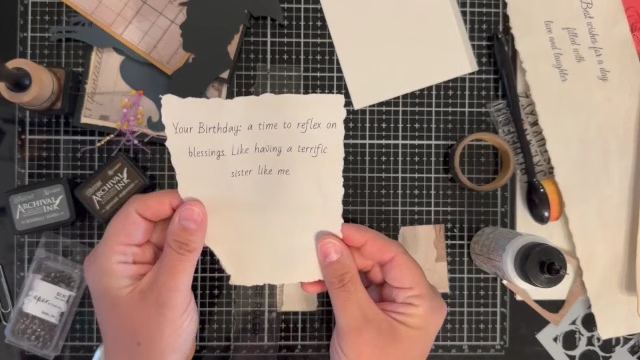 Your Birthday: a time to reflex on
blessings. Like having a terrific
sister like me.
Best wishes for a day
filled with
love and laughter
ARCHIVAL
INK
ARCHIVAL
INK